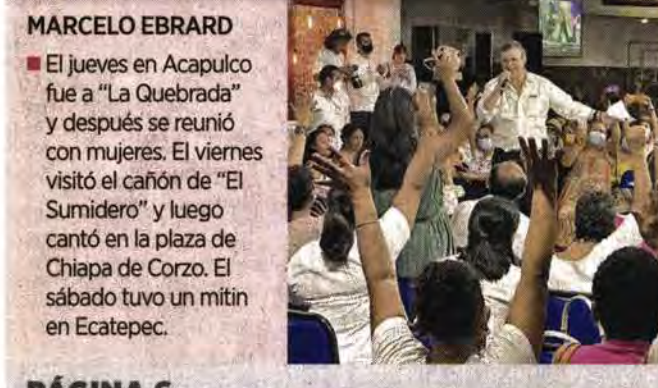 MARCELO EBRARD
El jueves en Acapulco
fue a “La Quebrada”
y después se reunió
con mujeres. El viernes
visitó el cañón de “El
Sumidero” y luego
cantó en la plaza de
Chiapa de Corzo. El
sábado tuvo un mitin
en Ecatepec.
PÁGINA 6